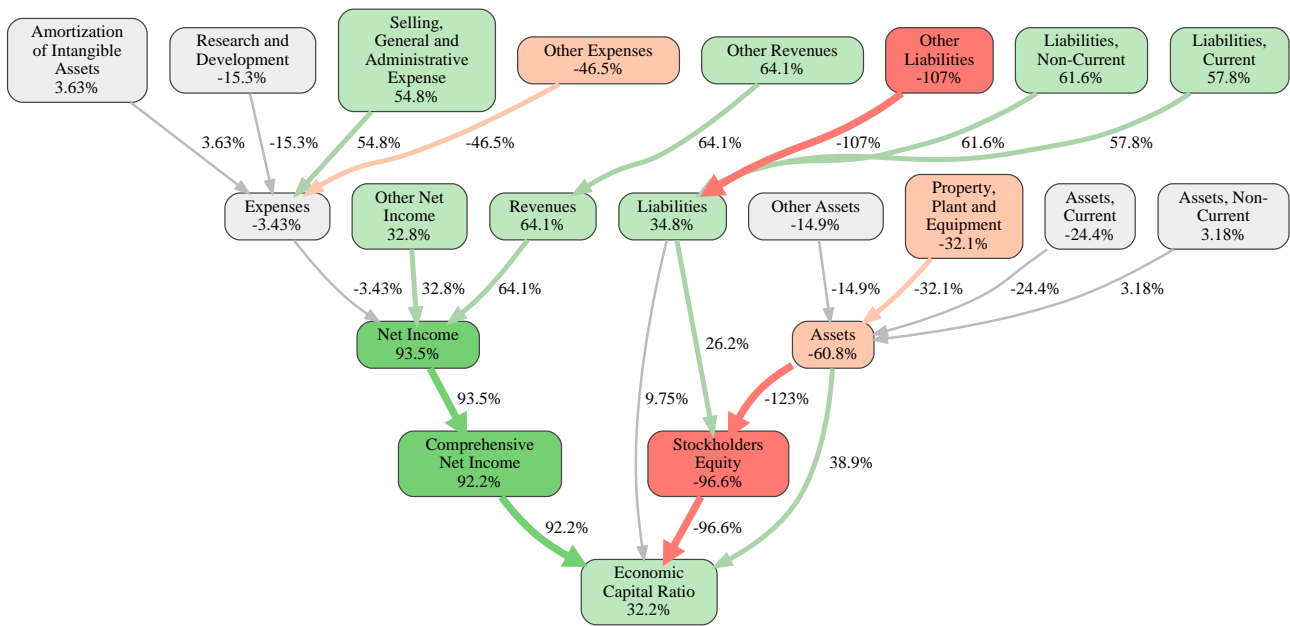 Amortization
of Intangible
Assets
3.63%
Research and
Development
-15.3%
Selling,
General and
Administrative
Expense
54.8%
Other Expenses
-46.5%
Other Revenues
64.1%
Other
Liabilities
-107%
Liabilities,
Non-Current
61.6%
Liabilities,
Current
57.8%
3.63%
-15.3%
54.8%
-46.5%
64.1%
-107%
61.6%
57.8%
Expenses
-3.43%
Other Net
Income
32.8%
Revenues
64.1%
Liabilities
34.8%
Other Assets
-14.9%
Property,
Plant and
Equipment
-32.1%
Assets,
Current
-24.4%
Assets, Non-
Current
3.18%
-3.43%
32.8%
64.1%
-14.9%
-32.1%
-24.4%
3.18%
Net Income
93.5%
26.2%
Assets
-60.8%
93.5%
9.75%
-123%
Comprehensive
Net Income
92.2%
Stockholders
Equity
-96.6%
38.9%
92.2%
-96.6%
Economic
Capital Ratio
32.2%